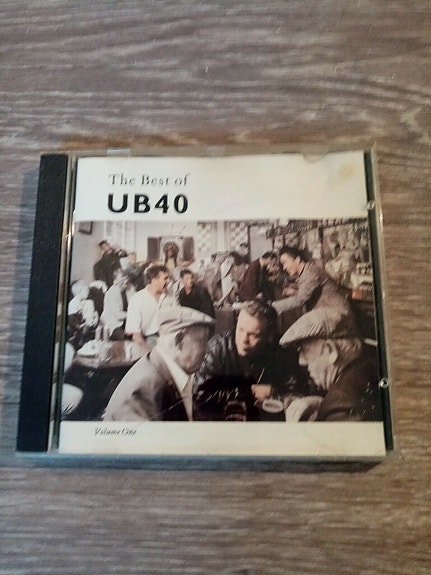 The Best of
UB40
Volume One